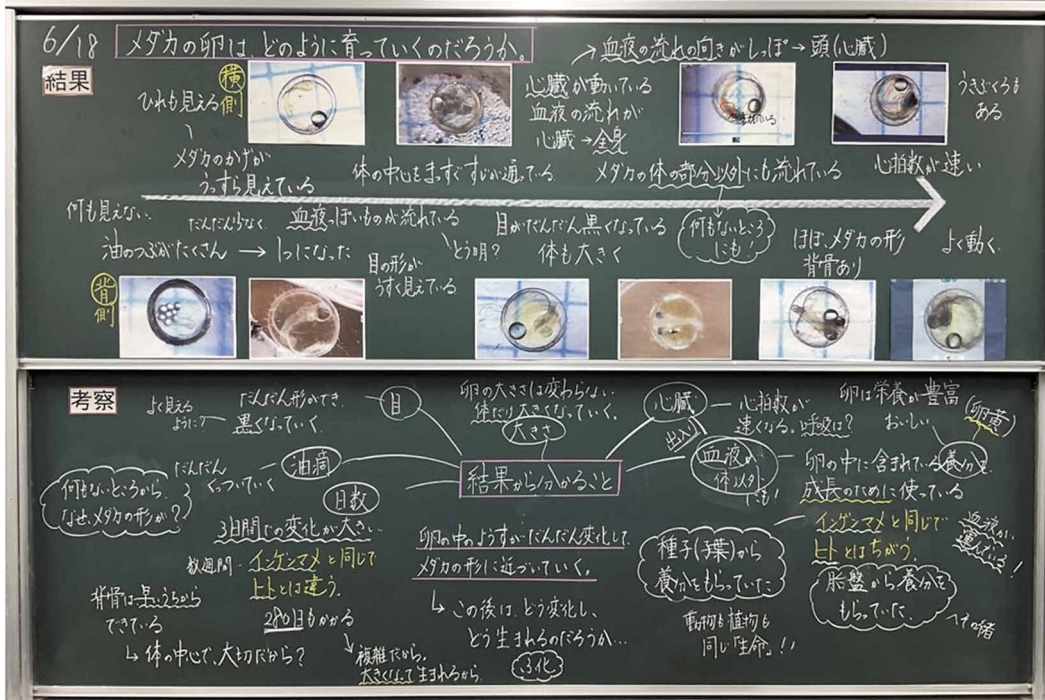 6/18 メダカの卵は、どのように育っていくのだろうか。
結果
横側
ひれも見える
メダカのかげが
うっすら見えている
体の中心をまっすぐすじが通っている
心臓が動いている
血液の流れが
心臓→全身
血液の流れの向きがしっぽ→頭(心臓)
メダカの体の部分以外にも流れている
何もないところ
にも!
うきぶくろも
ある
心拍数が速い
何も見えない
油のつぶがたくさん
だんだん少なく
→ 1つになった
血液っぽいものが流れている
とう明?
目の形が
うすく見えている
目がだんだん黒くなっている
体も大きく
ほぼ、メダカの形
背骨あり
よく動く
背側
考察
結果から分かること
目
だんだん形ができ、
黒くなっていく。
よく見える
ように?
油滴
だんだん
くっついていく
何もないところから、
なぜ、メダカの形が?
日数
3日間での変化が大きい
数週間・インゲンマメと同じで
ヒトとは違う。
280日もかかる
複雑だから、
大きくなって生まれるから。
背骨は早いうちから
できている
↳ 体の中心で、大切だから?
大きさ
卵の大きさは変わらない
体だけ大きくなっていく。
卵の中のようすがだんだん変化して
メダカの形に近づいていく。
↳ この後は、どう変化し、
どう生まれるのだろうか…
ふ化
心臓
心拍数が
速くなる。呼吸は?
出入り
血液が
体以外
にも!
卵は栄養が豊富
(卵黄)
おいしい
卵の中に含まれている養分を
成長のために使っている
インゲンマメと同じで
ヒトとはちがう。
血液が、
運んでいる!
種子(子葉)から
養分をもらっていた
胎盤から養分を
もらっていた
へその緒
動物も植物も
同じ「生命」!!